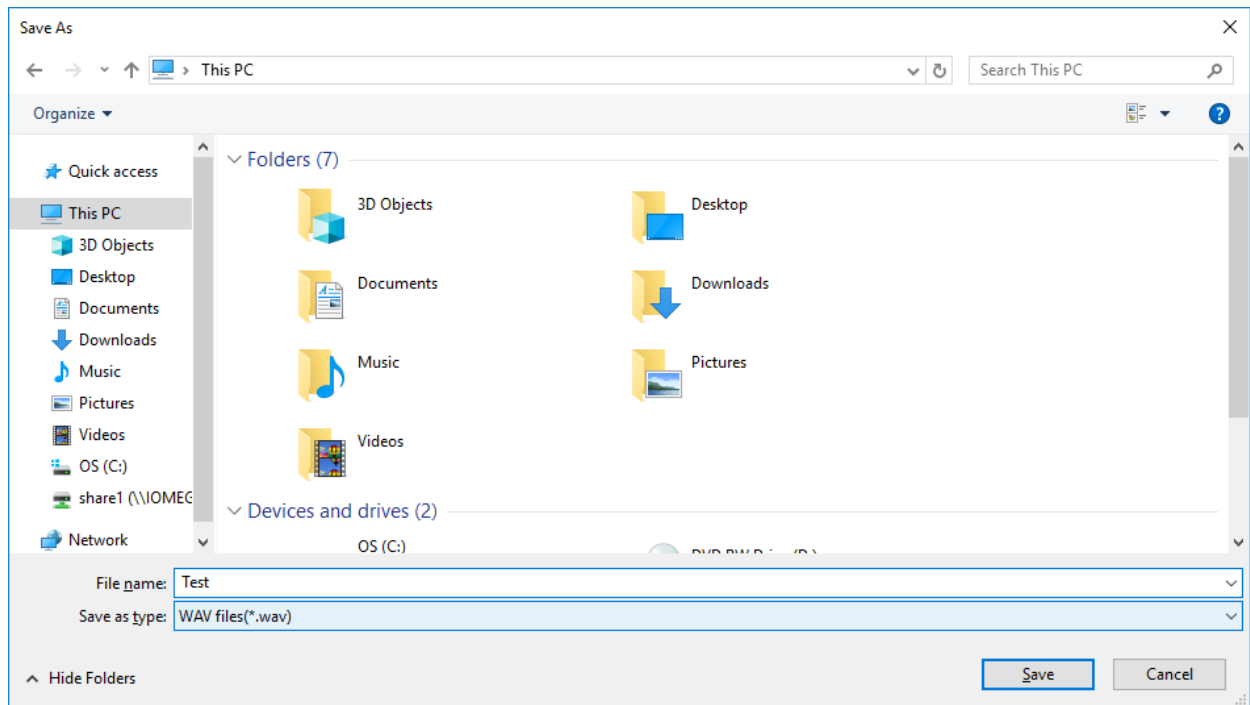 Save As
This PC
Search This PC
Organize
Quick access
This PC
3D Objects
Desktop
Documents
Downloads
Music
Pictures
Videos
OS (C:)
share1 (\\IOMEG
Network
Folders (7)
3D Objects
Desktop
Documents
Downloads
Music
Pictures
Videos
Devices and drives (2)
OS (C:)
File name: Test
Save as type: WAV files(*.wav)
Hide Folders
Save
Cancel